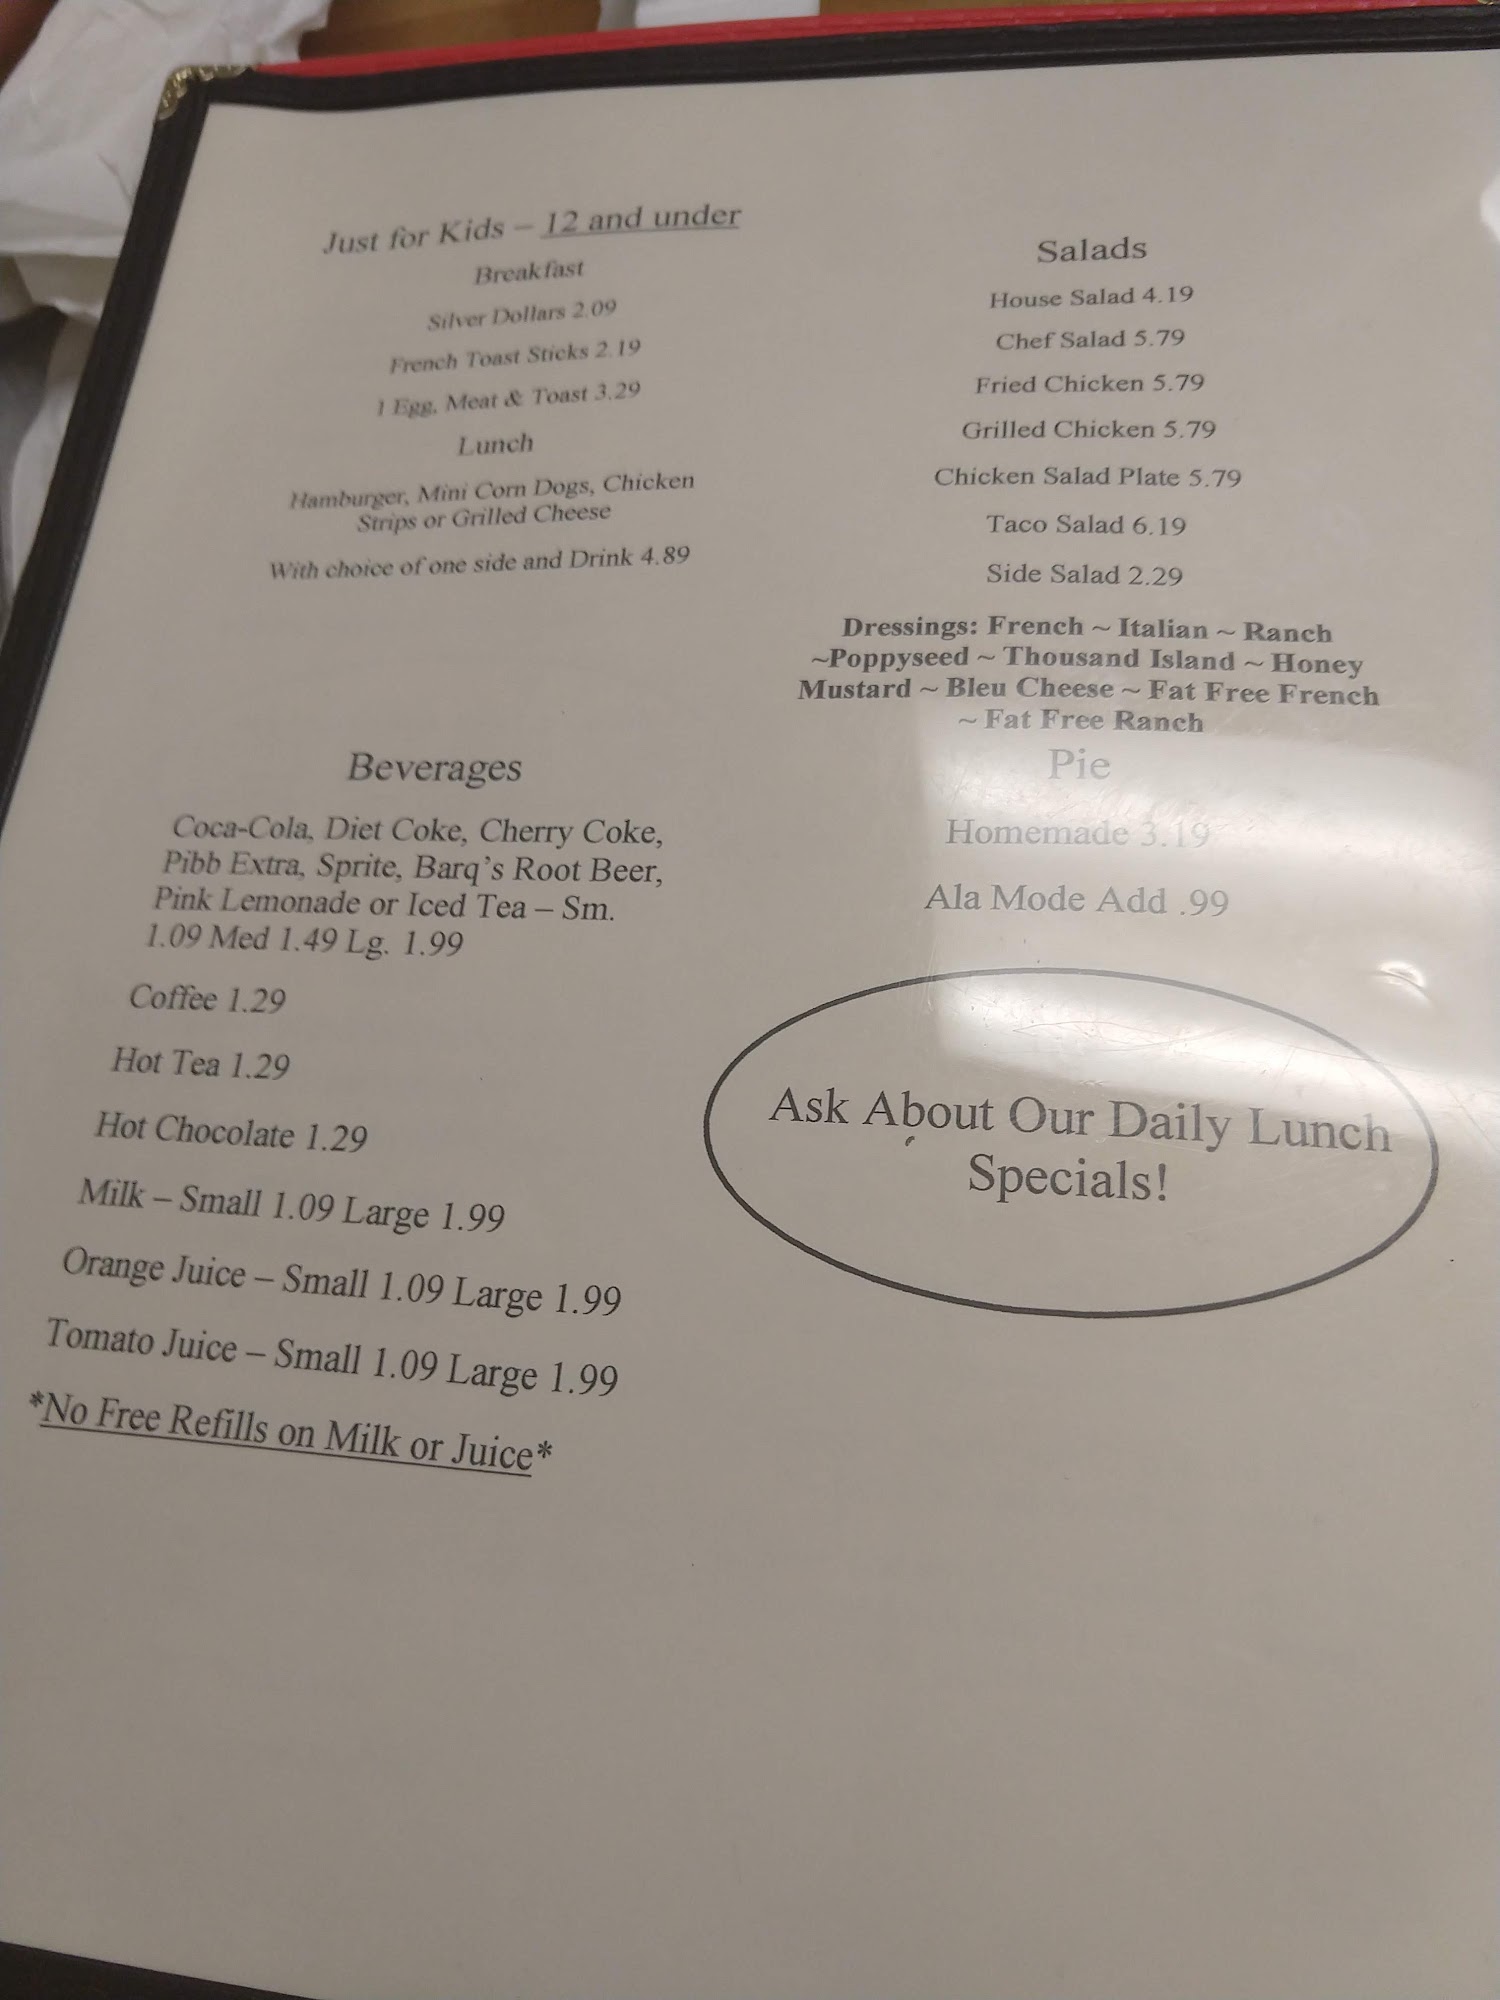 Just for Kids – 12 and under
Breakfast
Silver Dollars 2.09
French Toast Sticks 2.19
1 Egg, Meat & Toast 3.29
Lunch
Hamburger, Mini Corn Dogs, Chicken
Strips or Grilled Cheese
With choice of one side and Drink 4.89
Beverages
Coca-Cola, Diet Coke, Cherry Coke,
Pibb Extra, Sprite, Barq's Root Beer,
Pink Lemonade or Iced Tea – Sm.
1.09 Med 1.49 Lg. 1.99
Coffee 1.29
Hot Tea 1.29
Hot Chocolate 1.29
Milk – Small 1.09 Large 1.99
Orange Juice – Small 1.09 Large 1.99
Tomato Juice – Small 1.09 Large 1.99
*No Free Refills on Milk or Juice*
Salads
House Salad 4.19
Chef Salad 5.79
Fried Chicken 5.79
Grilled Chicken 5.79
Chicken Salad Plate 5.79
Taco Salad 6.19
Side Salad 2.29
Dressings: French ~ Italian ~ Ranch
~Poppyseed ~ Thousand Island ~ Honey
Mustard ~ Bleu Cheese ~ Fat Free French
~ Fat Free Ranch
Pie
Homemade 3.19
Ala Mode Add .99
Ask About Our Daily Lunch
Specials!